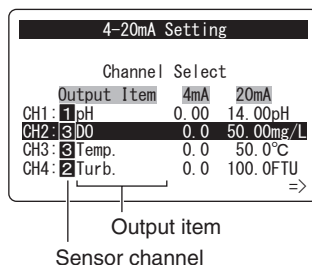 4-20mA Setting
Channel Select
Output Item 4mA 20mA
CH1: 1 pH 0.00 14.00pH
CH2: 3 DO 0.0 50.00mg/L
CH3: 3 Temp. 0.0 50.0°C
CH4: 2 Turb. 0.0 100.0FTU
=>
Output item
Sensor channel